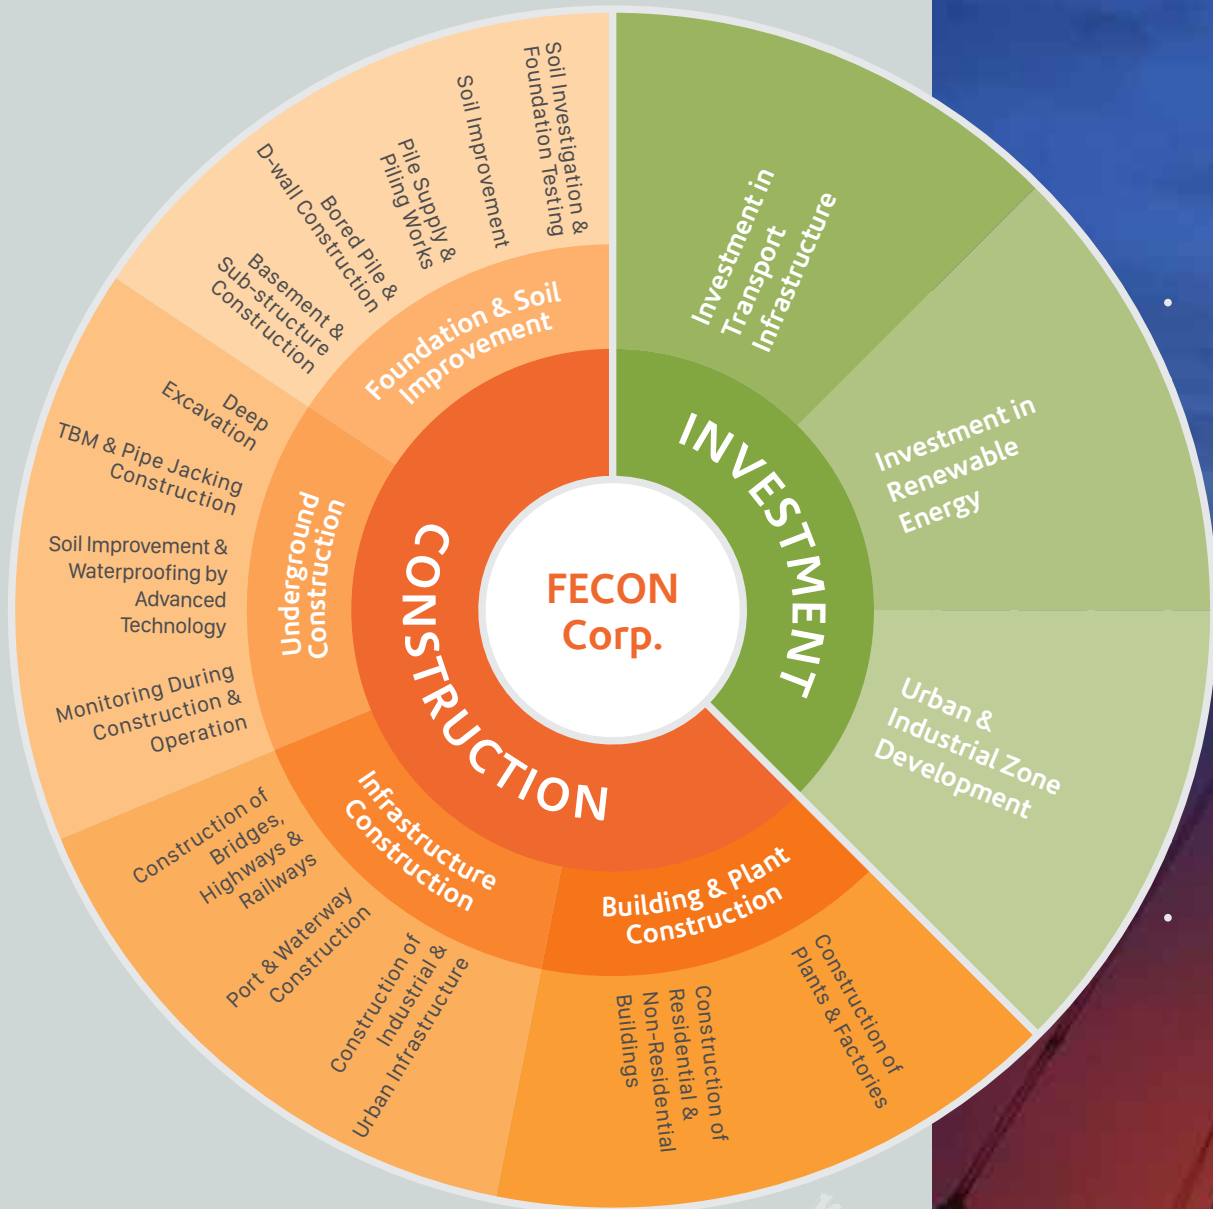 FECON
Corp.
INVESTMENT
Investment in
Transport
Infrastructure
Investment in
Renewable
Energy
Urban &
Industrial Zone
Development
CONSTRUCTION
Foundation & Soil
Improvement
Soil Investigation &
Foundation Testing
Soil Improvement
Pile Supply &
Piling Works
Bored Pile &
D-wall Construction
Basement &
Sub-structure
Construction
Underground
Construction
Deep
Excavation
TBM & Pipe Jacking
Construction
Soil Improvement &
Waterproofing by
Advanced
Technology
Monitoring During
Construction &
Operation
Infrastructure
Construction
Construction of
Bridges,
Highways &
Railways
Port & Waterway
Construction
Construction of
Industrial &
Urban Infrastructure
Building & Plant
Construction
Construction of
Residential &
Non-Residential
Buildings
Construction of
Plants & Factories